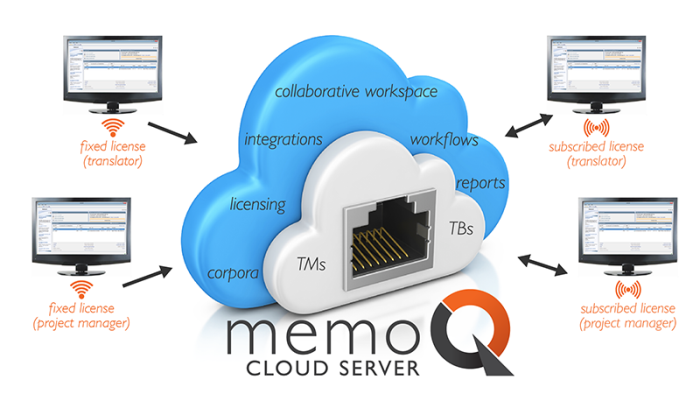 collaborative workspace
integrations
workflows
licensing
reports
corpora
TMs
TBs
fixed license
(translator)
subscribed license
(translator)
fixed license
(project manager)
subscribed license
(project manager)
memoQ
CLOUD SERVER